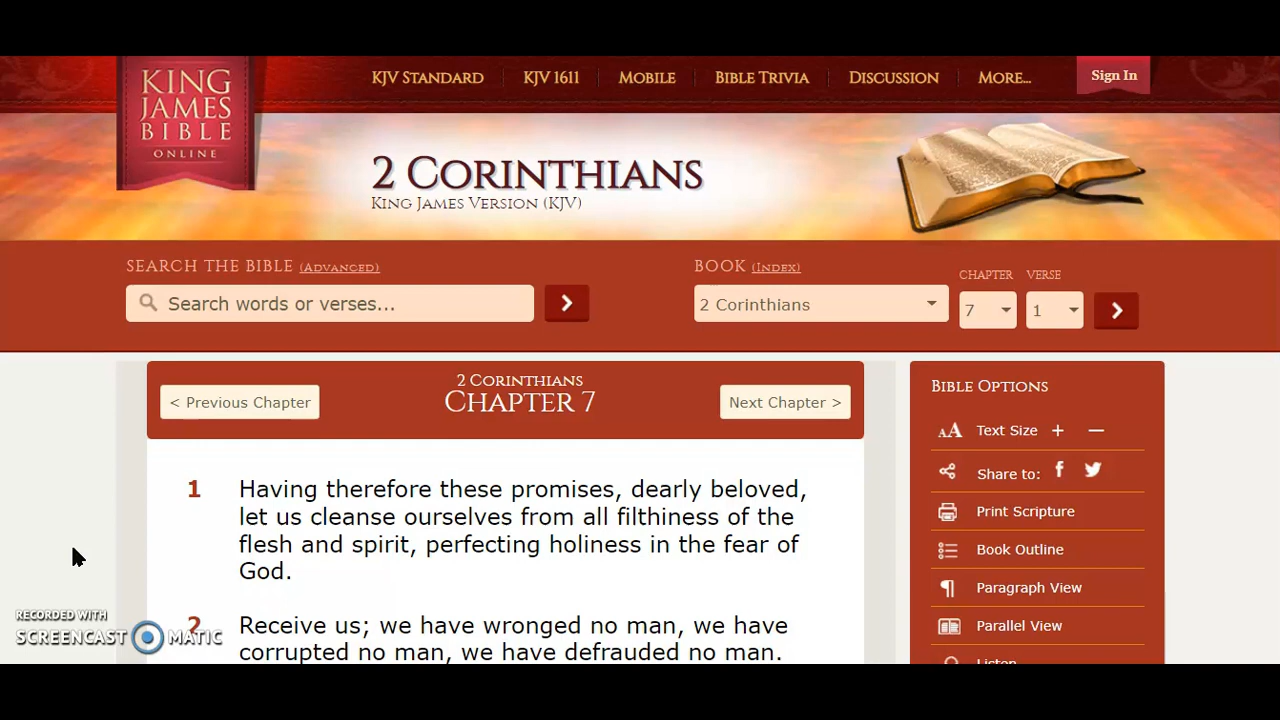 KING
JAMES
BIBLE
ONLINE
KJV STANDARD
KJV 1611
MOBILE
BIBLE TRIVIA
DISCUSSION
MORE...
Sign In
2 CORINTHIANS
KING JAMES VERSION (KJV)
SEARCH THE BIBLE (ADVANCED)
Search words or verses...
BOOK (INDEX)
2 Corinthians
CHAPTER
7
VERSE
1
< Previous Chapter
2 CORINTHIANS
CHAPTER 7
Next Chapter >
1 Having therefore these promises, dearly beloved,
let us cleanse ourselves from all filthiness of the
flesh and spirit, perfecting holiness in the fear of
God.
2 Receive us; we have wronged no man, we have
corrupted no man, we have defrauded no man.
BIBLE OPTIONS
AA Text Size + −
Share to:
Print Scripture
Book Outline
Paragraph View
Parallel View
Listen
RECORDED WITH
SCREENCAST MATIC